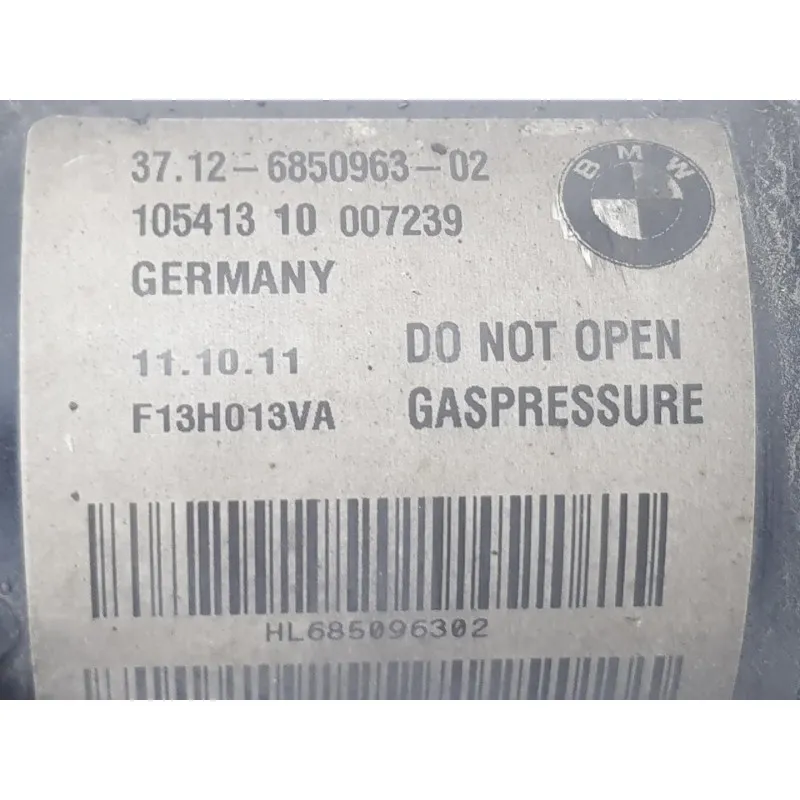 37.12-6850963-02
BMW
105413 10 007239
GERMANY
11.10.11 DO NOT OPEN
F13H013VA GASPRESSURE
HL685096302